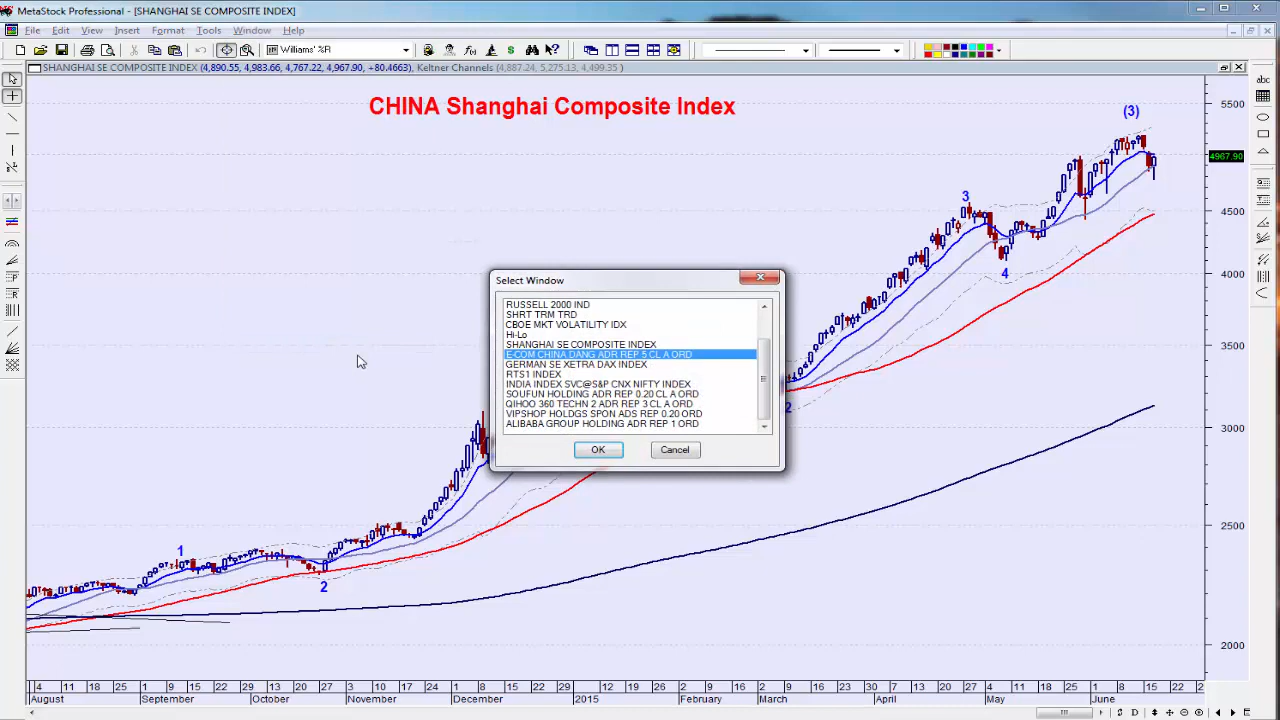 MetaStock Professional - [SHANGHAI SE COMPOSITE INDEX]
File Edit View Insert Format Tools Window Help
Williams' %R
SHANGHAI SE COMPOSITE INDEX (4,890.55, 4,983.66, 4,767.22, 4,967.90, +80.4663), Keltner Channels (4,887.24, 5,275.13, 4,499.35 )
CHINA Shanghai Composite Index
(3)
5500
4967.90
3
4500
4
4000
Select Window
RUSSELL 2000 IND
SHRT TRM TRD
CBOE MKT VOLATILITY IDX
Hi-Lo
SHANGHAI SE COMPOSITE INDEX
E-COM CHINA DANG ADR REP 5 CL A ORD
GERMAN SE XETRA DAX INDEX
RTS1 INDEX
INDIA INDEX SVC@S&P CNX NIFTY INDEX
SOUFUN HOLDING ADR REP 0.20 CL A ORD
QIHOO 360 TECHN 2 ADR REP 3 CL A ORD
VIPSHOP HOLDGS SPON ADS REP 0.20 ORD
ALIBABA GROUP HOLDING ADR REP 1 ORD
OK Cancel
3500
2
3000
2500
1
2
2000
4 11 18 25 1 9 15 22 29 13 20 27 3 10 17 24 1 8 15 22 29 12 19 26 2 9 16 2 9 16 23 30 7 13 20 27 4 11 18 25 1 8 15 22 2
August September October November December 2015 February March April May June
abc
D